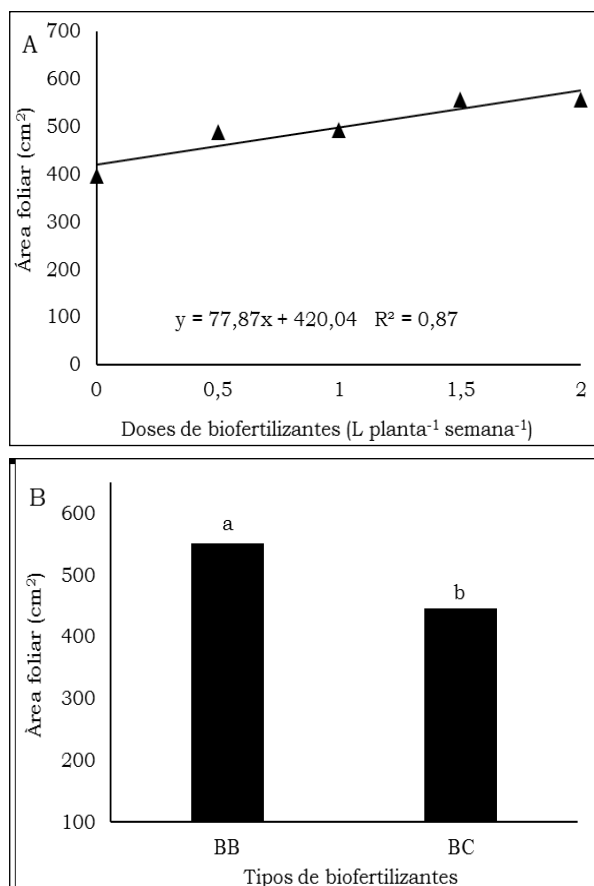 A
700
600
500
400
300
200
100
0
Área foliar (cm²)
y = 77,87x + 420,04 R² = 0,87
0 0,5 1 1,5 2
Doses de biofertilizantes (L planta⁻¹ semana⁻¹)
B
600
500
400
300
200
100
Àrea foliar (cm²)
a
b
BB BC
Tipos de biofertilizantes